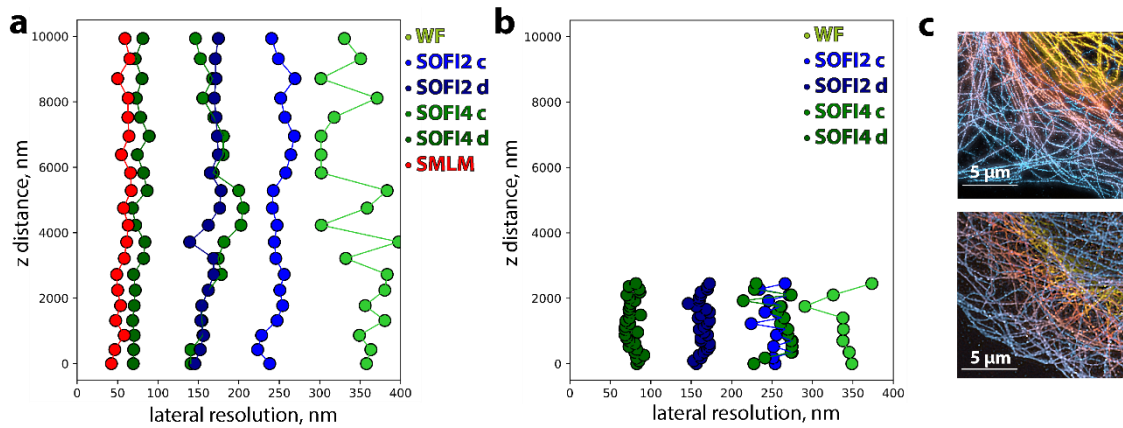 a
z distance, nm
10000
8000
6000
4000
2000
0
0 50 100 150 200 250 300 350 400
lateral resolution, nm
WF
SOFI2 c
SOFI2 d
SOFI4 c
SOFI4 d
SMLM
b
z distance, nm
10000
8000
6000
4000
2000
0
0 50 100 150 200 250 300 350 400
lateral resolution, nm
WF
SOFI2 c
SOFI2 d
SOFI4 c
SOFI4 d
c
5 μm
5 μm